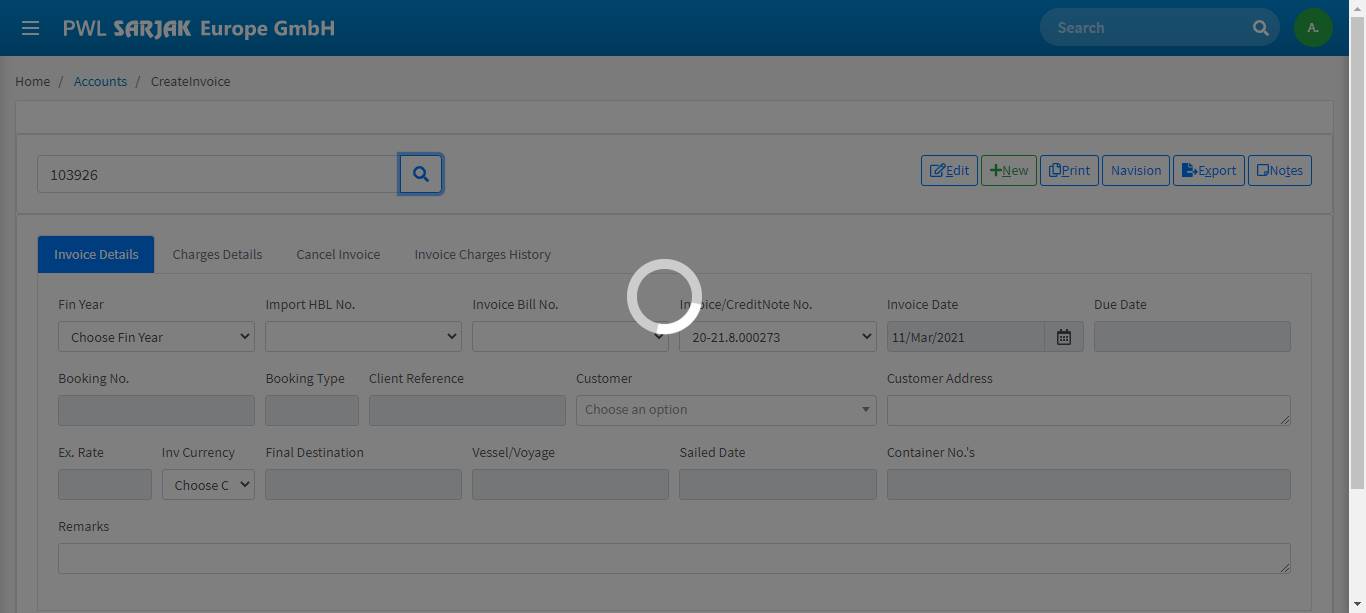 PWL SARJAK Europe GmbH
Search
A.
Home / Accounts / CreateInvoice
103926
Edit New Print Navision Export Notes
Invoice Details Charges Details Cancel Invoice Invoice Charges History
Fin Year Import HBL No. Invoice Bill No. Invoice/CreditNote No. Invoice Date Due Date
Choose Fin Year 20-21.8.000273 11/Mar/2021
Booking No. Booking Type Client Reference Customer Customer Address
Choose an option
Ex. Rate Inv Currency Final Destination Vessel/Voyage Sailed Date Container No.'s
Choose C
Remarks